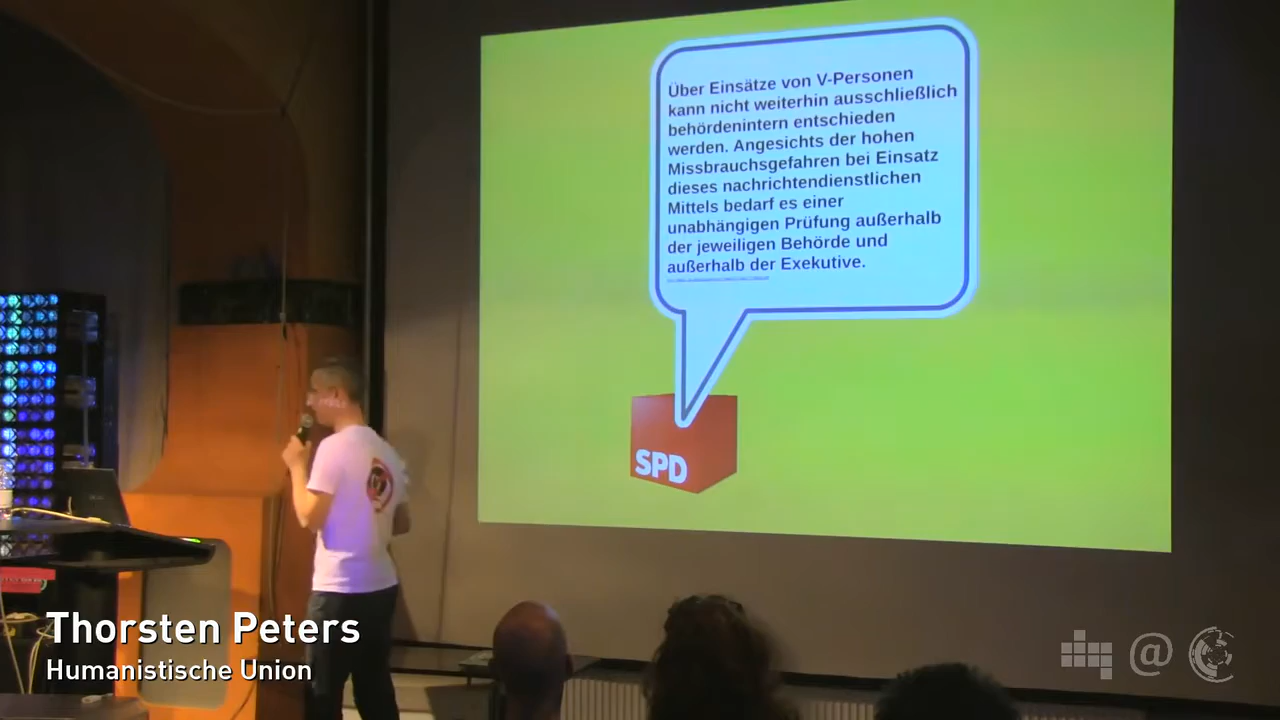 Über Einsätze von V-Personen
kann nicht weiterhin ausschließlich
behördenintern entschieden
werden. Angesichts der hohen
Missbrauchsgefahren bei Einsatz
dieses nachrichtendienstlichen
Mittels bedarf es einer
unabhängigen Prüfung außerhalb
der jeweiligen Behörde und
außerhalb der Exekutive.
SPD
Thorsten Peters
Humanistische Union
@